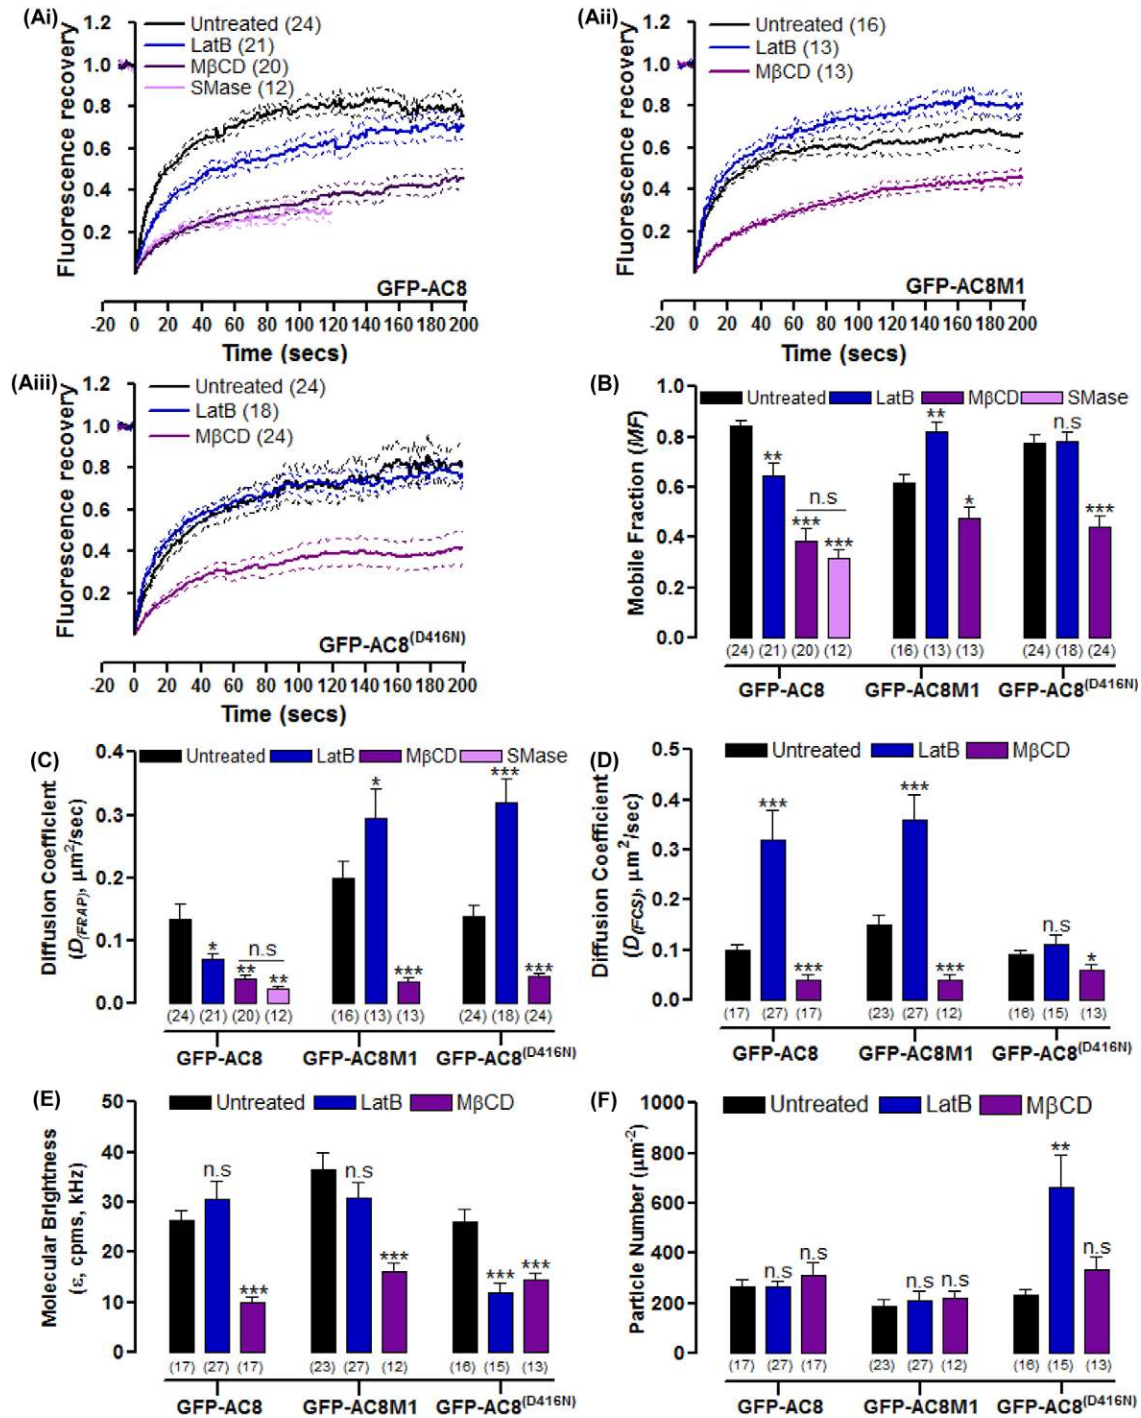 (Ai)
1.2
1.0
0.8
0.6
0.4
0.2
Fluorescence recovery
Untreated (24)
LatB (21)
MβCD (20)
SMase (12)
GFP-AC8
-20 0 20 40 60 80 100 120 140 160 180 200
Time (secs)
(Aii)
1.2
1.0
0.8
0.6
0.4
0.2
Fluorescence recovery
Untreated (16)
LatB (13)
MβCD (13)
GFP-AC8M1
-20 0 20 40 60 80 100 120 140 160 180 200
Time (secs)
(Aiii)
1.2
1.0
0.8
0.6
0.4
0.2
Fluorescence recovery
Untreated (24)
LatB (18)
MβCD (24)
GFP-AC8(D416N)
-20 0 20 40 60 80 100 120 140 160 180 200
Time (secs)
(B)
1.0
0.8
0.6
0.4
0.2
0.0
Mobile Fraction (MF)
Untreated LatB MβCD SMase
** n.s *** *** ** * n.s ***
(24) (21) (20) (12) (16) (13) (13) (24) (18) (24)
GFP-AC8 GFP-AC8M1 GFP-AC8(D416N)
(C)
0.4
0.3
0.2
0.1
0.0
Diffusion Coefficient
(D(FRAP), μm2/sec)
Untreated LatB MβCD SMase
* n.s ** ** * *** *** ***
(24) (21) (20) (12) (16) (13) (13) (24) (18) (24)
GFP-AC8 GFP-AC8M1 GFP-AC8(D416N)
(D)
0.5
0.4
0.3
0.2
0.1
0.0
Diffusion Coefficient
(D(FCS), μm2/sec)
Untreated LatB MβCD
*** *** *** *** n.s *
(17) (27) (17) (23) (27) (12) (16) (15) (13)
GFP-AC8 GFP-AC8M1 GFP-AC8(D416N)
(E)
50
40
30
20
10
0
Molecular Brightness
(ε, cpms, kHz)
Untreated LatB MβCD
n.s *** n.s *** *** ***
(17) (27) (17) (23) (27) (12) (16) (15) (13)
GFP-AC8 GFP-AC8M1 GFP-AC8(D416N)
(F)
1000
800
600
400
200
0
Particle Number (μm-2)
Untreated LatB MβCD
n.s n.s n.s n.s ** n.s
(17) (27) (17) (23) (27) (12) (16) (15) (13)
GFP-AC8 GFP-AC8M1 GFP-AC8(D416N)